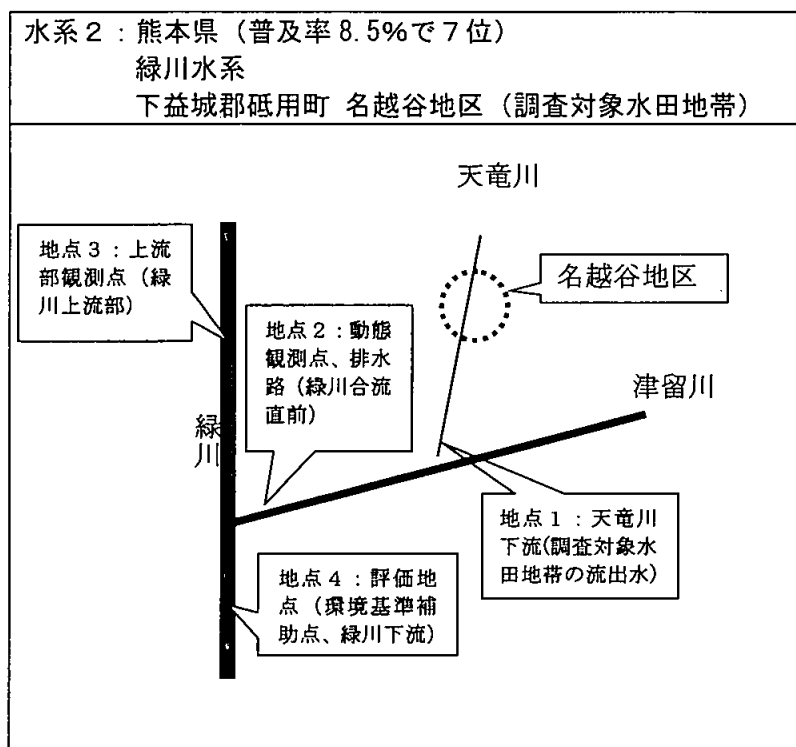 水系２：熊本県（普及率８.５％で７位）
緑川水系
下益城郡砥用町 名越谷地区（調査対象水田地帯）
天竜川
地点３：上流
部観測点（緑
川上流部）
名越谷地区
地点２：動態
観測点、排水
路（緑川合流
直前）
津留川
緑
川
地点１：天竜川
下流(調査対象水
田地帯の流出水)
地点４：評価地
点（環境基準補
助点、緑川下流）